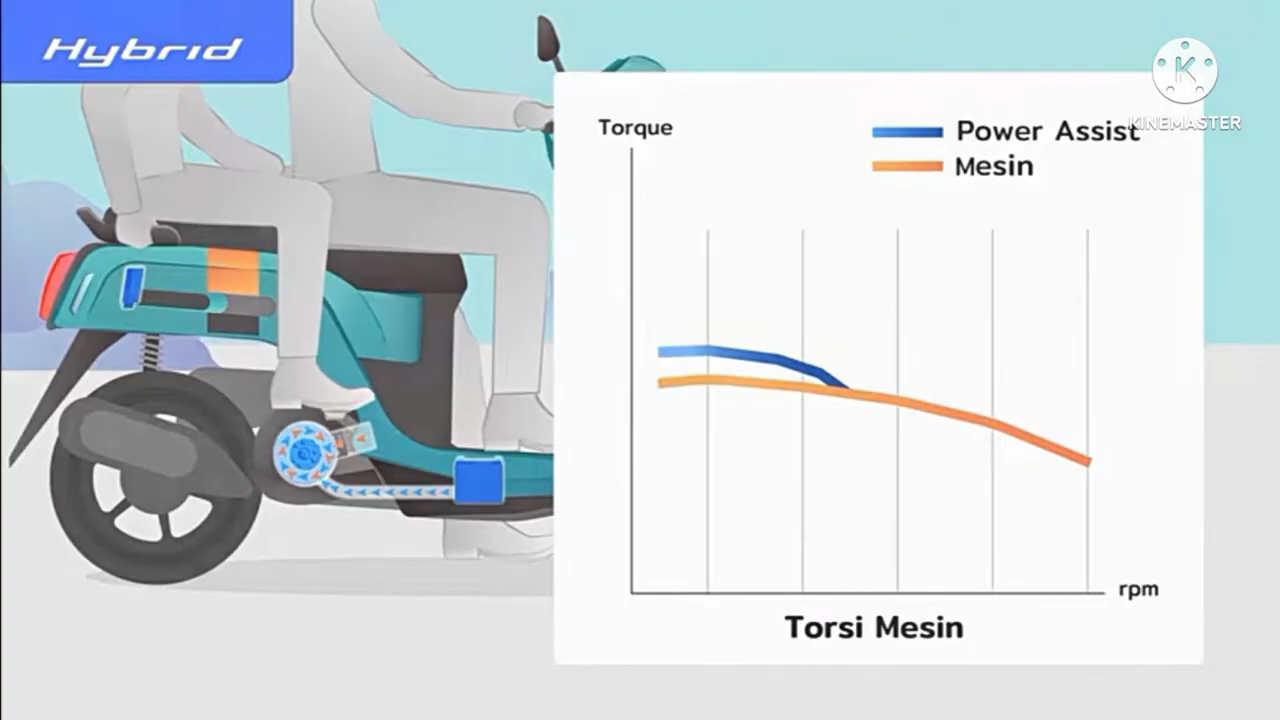 Hybrid
Torque
Power Assist
Mesin
K
KINEMASTER
rpm
Torsi Mesin